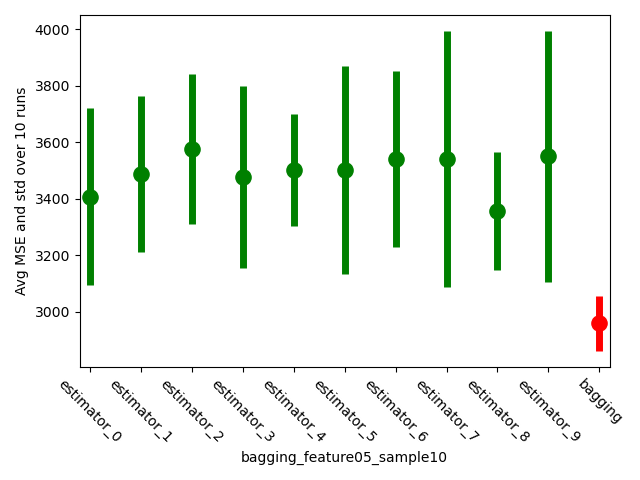 4000
3800
3600
3400
3200
3000
Avg MSE and std over 10 runs
estimator_0
estimator_1
estimator_2
estimator_3
estimator_4
estimator_5
estimator_6
estimator_7
estimator_8
estimator_9
bagging
bagging_feature05_sample10